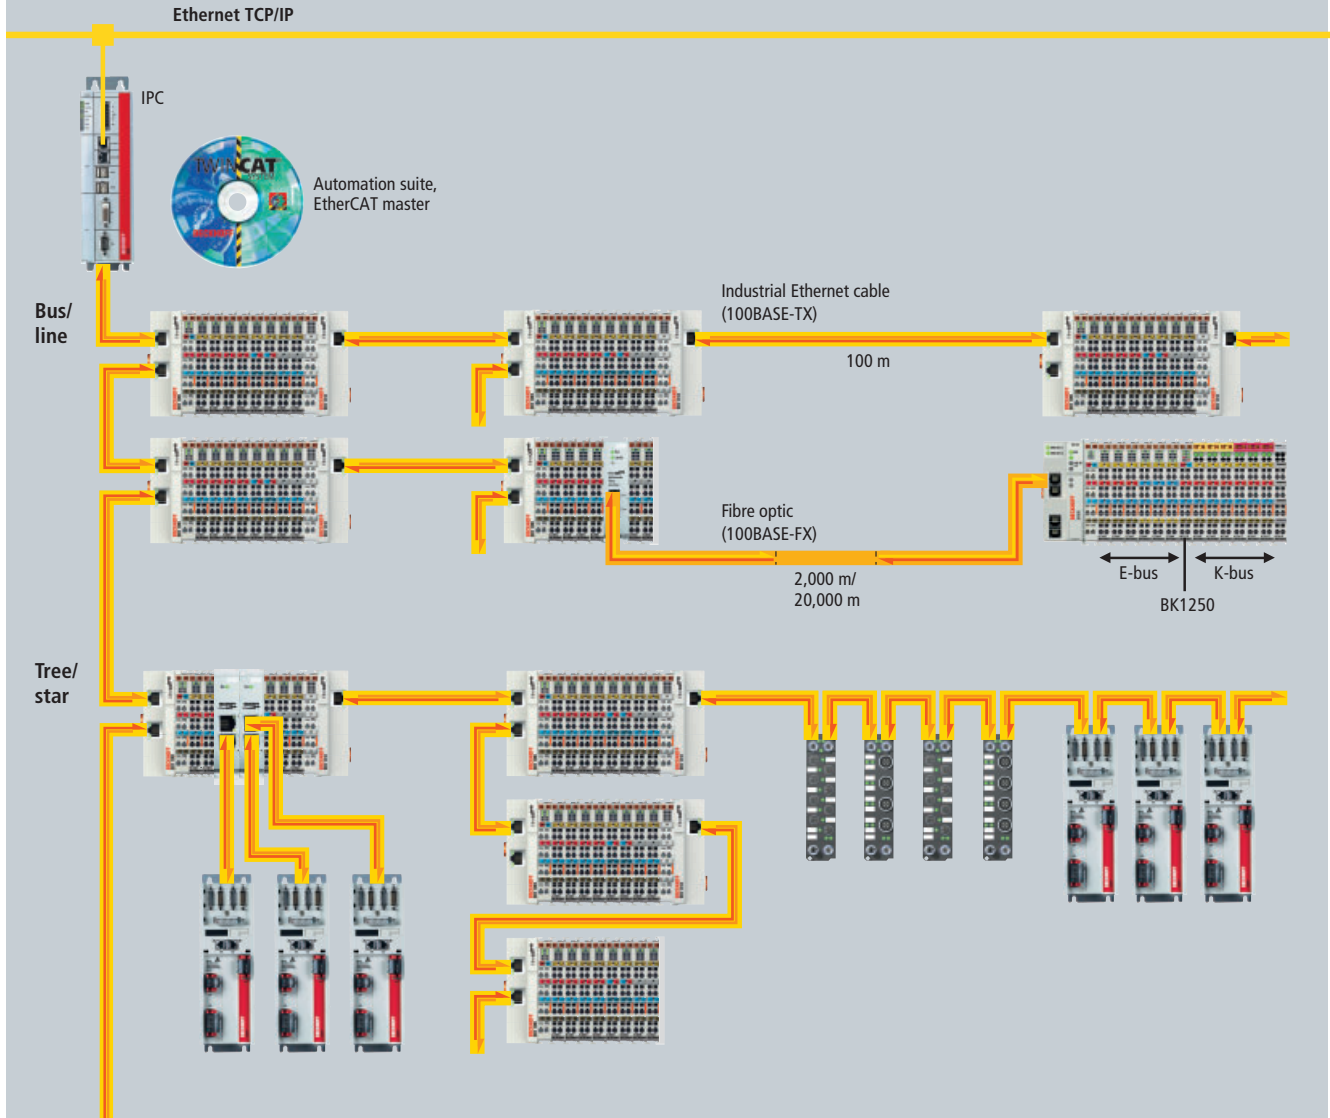 Ethernet TCP/IP
IPC
TWINCAT
Automation suite,
EtherCAT master
Bus/
line
Industrial Ethernet cable
(100BASE-TX)
100 m
Fibre optic
(100BASE-FX)
2,000 m/
20,000 m
E-bus
K-bus
BK1250
Tree/
star